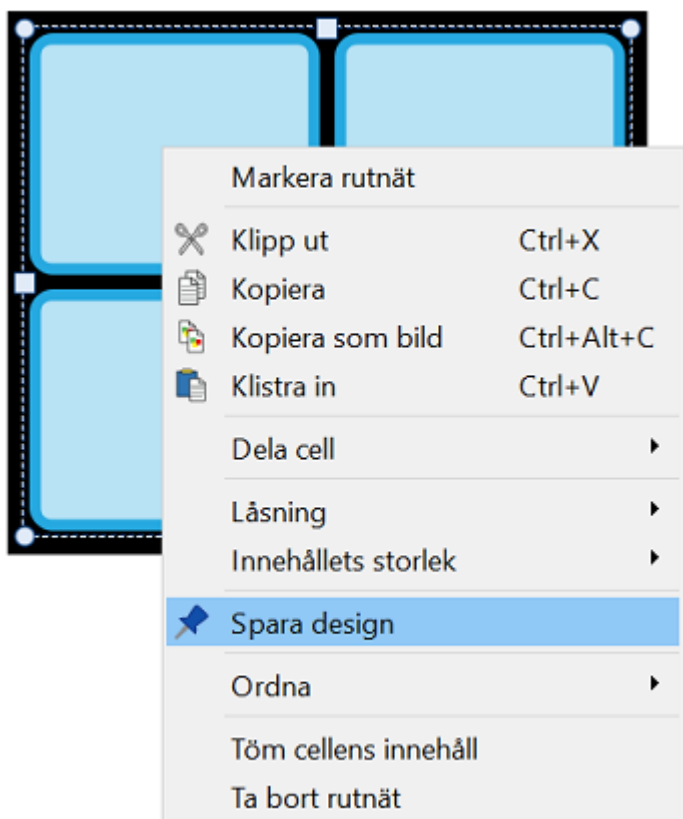 Markera rutnät
Klipp ut Ctrl+X
Kopiera Ctrl+C
Kopiera som bild Ctrl+Alt+C
Klistra in Ctrl+V
Dela cell
Låsning
Innehållets storlek
Spara design
Ordna
Töm cellens innehåll
Ta bort rutnät